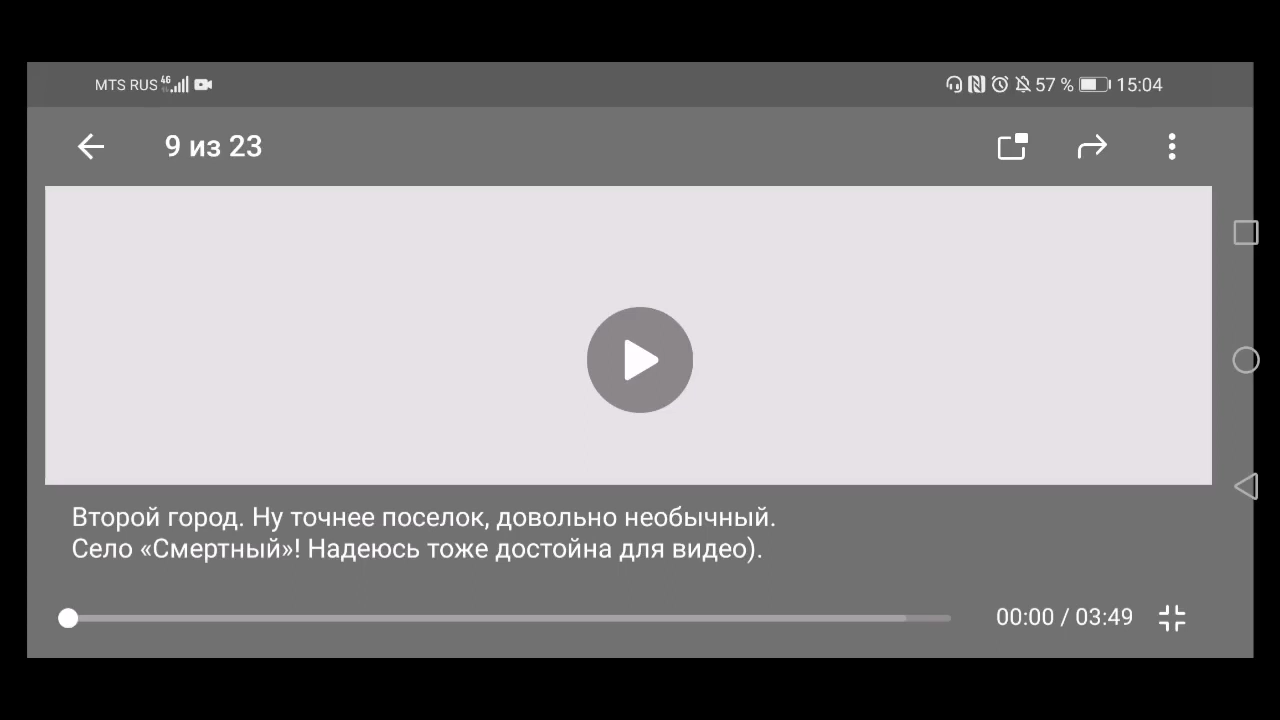 MTS RUS 4G 57 % 15:04
9 из 23
Второй город. Ну точнее поселок, довольно необычный.
Село «Смертный»! Надеюсь тоже достойна для видео).
00:00 / 03:49